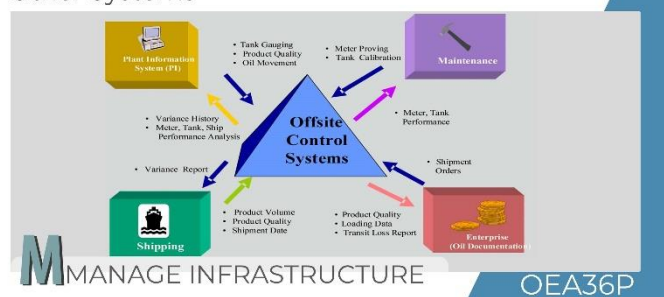 Plant Information
System (PI)
• Tank Gauging
• Product Quality
• Oil Movement
• Meter Proving
• Tank Calibration
Maintenance
• Variance History
• Meter, Tank, Ship
Performance Analysis
Offsite
Control
Systems
• Meter, Tank
Performance
• Variance Report
• Shipment
Orders
Shipping
• Product Volume
• Product Quality
• Shipment Date
• Product Quality
• Loading Data
• Transit Loss Report
Enterprise
(Oil Documentation)
MMANAGE INFRASTRUCTURE
OEA36P